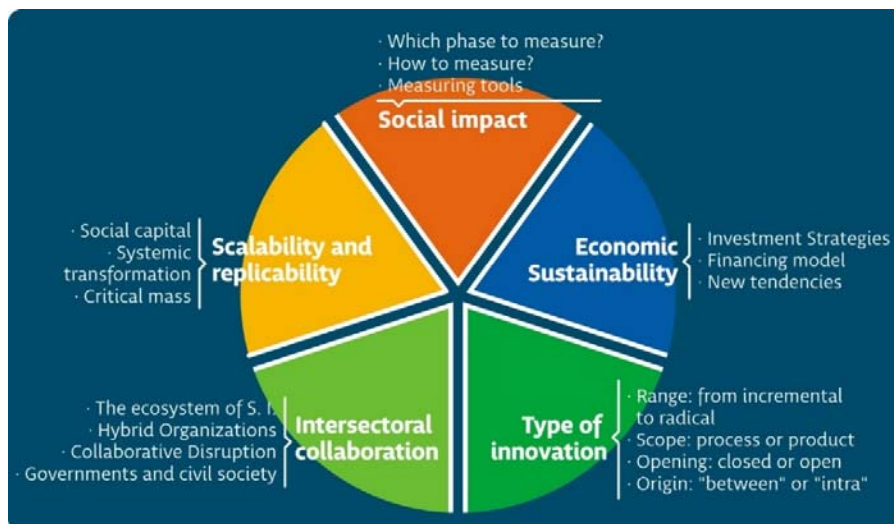 · Which phase to measure?
· How to measure?
· Measuring tools
Social impact
· Social capital
· Systemic
transformation
· Critical mass
Scalability and
replicability
Economic
Sustainability
· Investment Strategies
· Financing model
· New tendencies
· The ecosystem of S. I.
· Hybrid Organizations
· Collaborative Disruption
· Governments and civil society
Intersectoral
collaboration
Type of
innovation
· Range: from incremental
to radical
· Scope: process or product
· Opening: closed or open
· Origin: "between" or "intra"